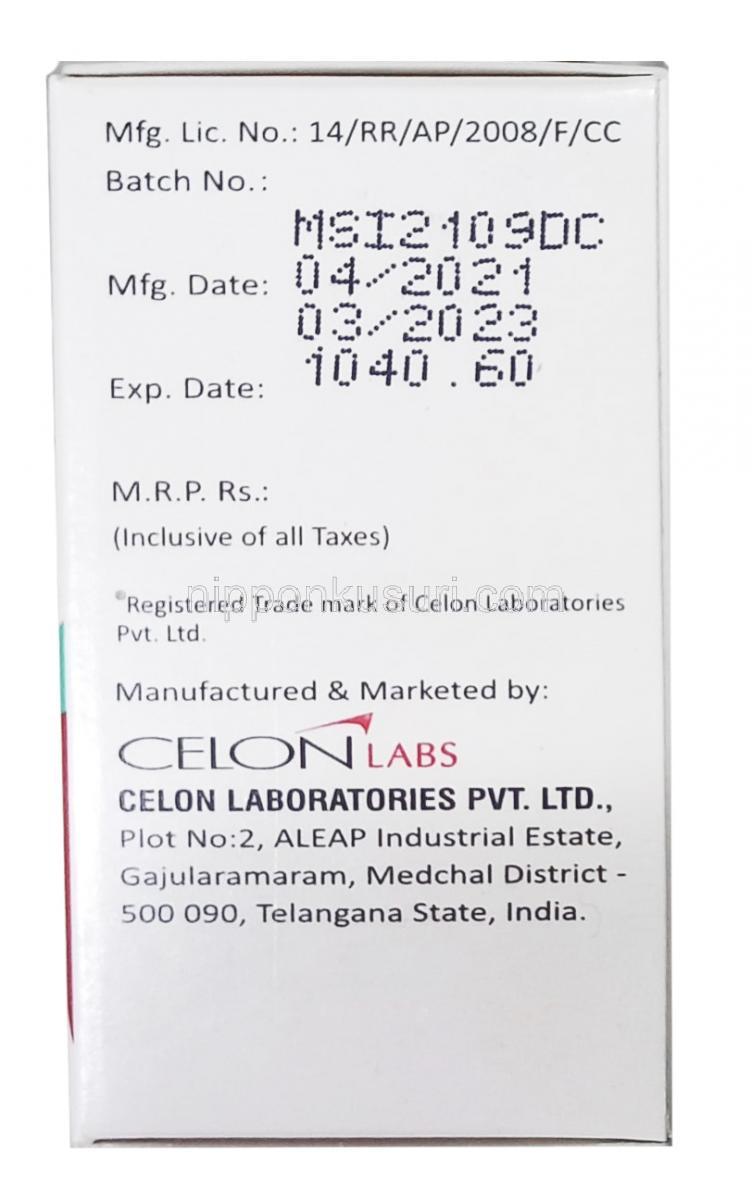 Mfg. Lic. No.: 14/RR/AP/2008/F/CC
Batch No.:
MSI2109DC
Mfg. Date: 04/2021
03/2023
Exp. Date: 1040.60
M.R.P. Rs.:
(Inclusive of all Taxes)
nipponkusuri.com
®Registered Trade mark of Celon Laboratories
Pvt. Ltd.
Manufactured & Marketed by:
CELON LABS
CELON LABORATORIES PVT. LTD.,
Plot No:2, ALEAP Industrial Estate,
Gajularamaram, Medchal District -
500 090, Telangana State, India.